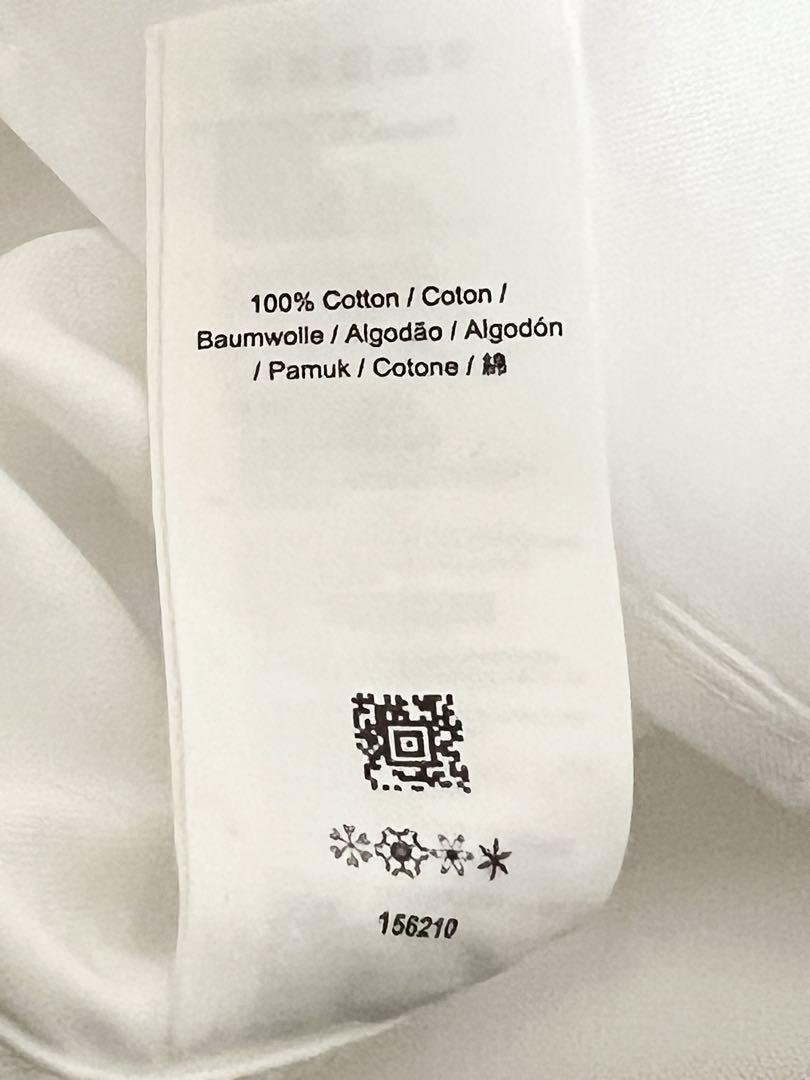 100% Cotton / Coton /
Baumwolle / Algodão / Algodón
/ Pamuk / Cotone / 綿
156210